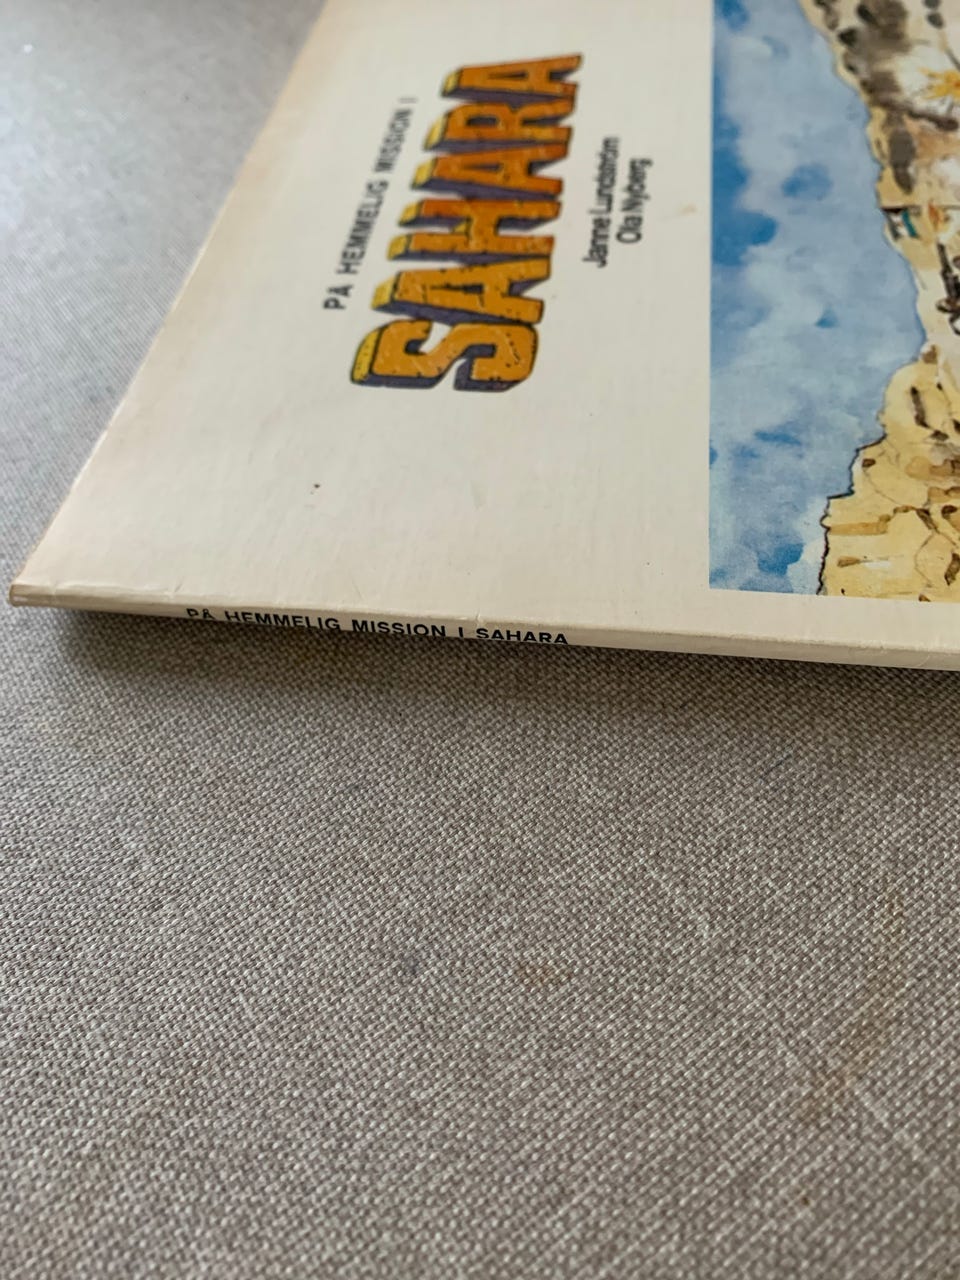 PÅ HEMMELIG MISSION I
SAHARA
Janne Lundström
Ola Nyberg
PÅ HEMMELIG MISSION I SAHARA